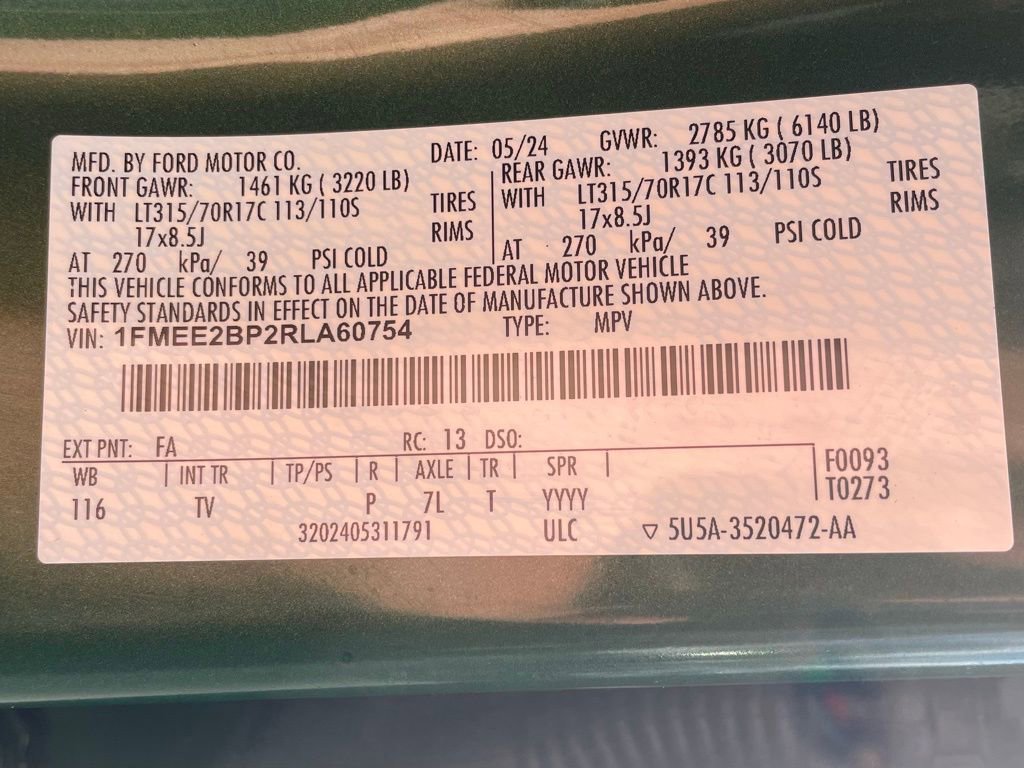 MFD. BY FORD MOTOR CO. DATE: 05/24 GVWR: 2785 KG ( 6140 LB)
FRONT GAWR: 1461 KG ( 3220 LB) REAR GAWR: 1393 KG ( 3070 LB)
WITH LT315/70R17C 113/110S TIRES WITH LT315/70R17C 113/110S TIRES
17x8.5J RIMS 17x8.5J RIMS
AT 270 kPa/ 39 PSI COLD AT 270 kPa/ 39 PSI COLD
THIS VEHICLE CONFORMS TO ALL APPLICABLE FEDERAL MOTOR VEHICLE
SAFETY STANDARDS IN EFFECT ON THE DATE OF MANUFACTURE SHOWN ABOVE.
VIN: 1FMEE2BP2RLA60754 TYPE: MPV
EXT PNT: FA RC: 13 DSO:
WB INT TR TP/PS R AXLE TR SPR F0093
116 TV P 7L T YYYY T0273
3202405311791 ULC ▽ 5U5A-3520472-AA